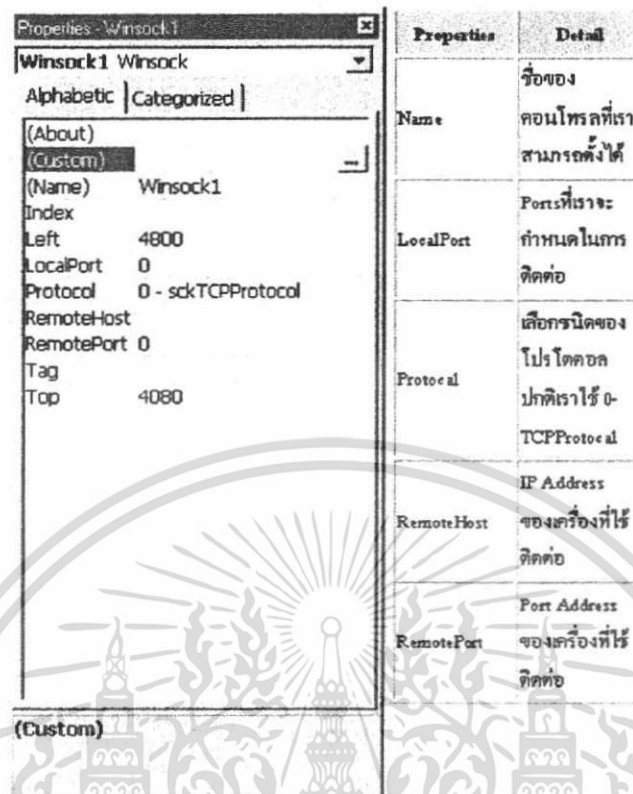 Properties - Winsock1
Winsock1 Winsock
Alphabetic Categorized
(About)
(Custom) ...
(Name) Winsock1
Index
Left 4800
LocalPort 0
Protocol 0 - sckTCPProtocol
RemoteHost
RemotePort 0
Tag
Top 4080
(Custom)
Properties Detail
Name
ชื่อของ
คอนโทรลที่เรา
สามารถตั้งได้
LocalPort
Portsที่เราจะ
กำหนดในการ
ติดต่อ
Protocal
เลือกชนิดของ
โปรโตคอล
ปกติเราใช้ 0-
TCPProtocal
RemoteHost
IP Address
ของเครื่องที่ใช้
ติดต่อ
RemotePort
Port Address
ของเครื่องที่ใช้
ติดต่อ